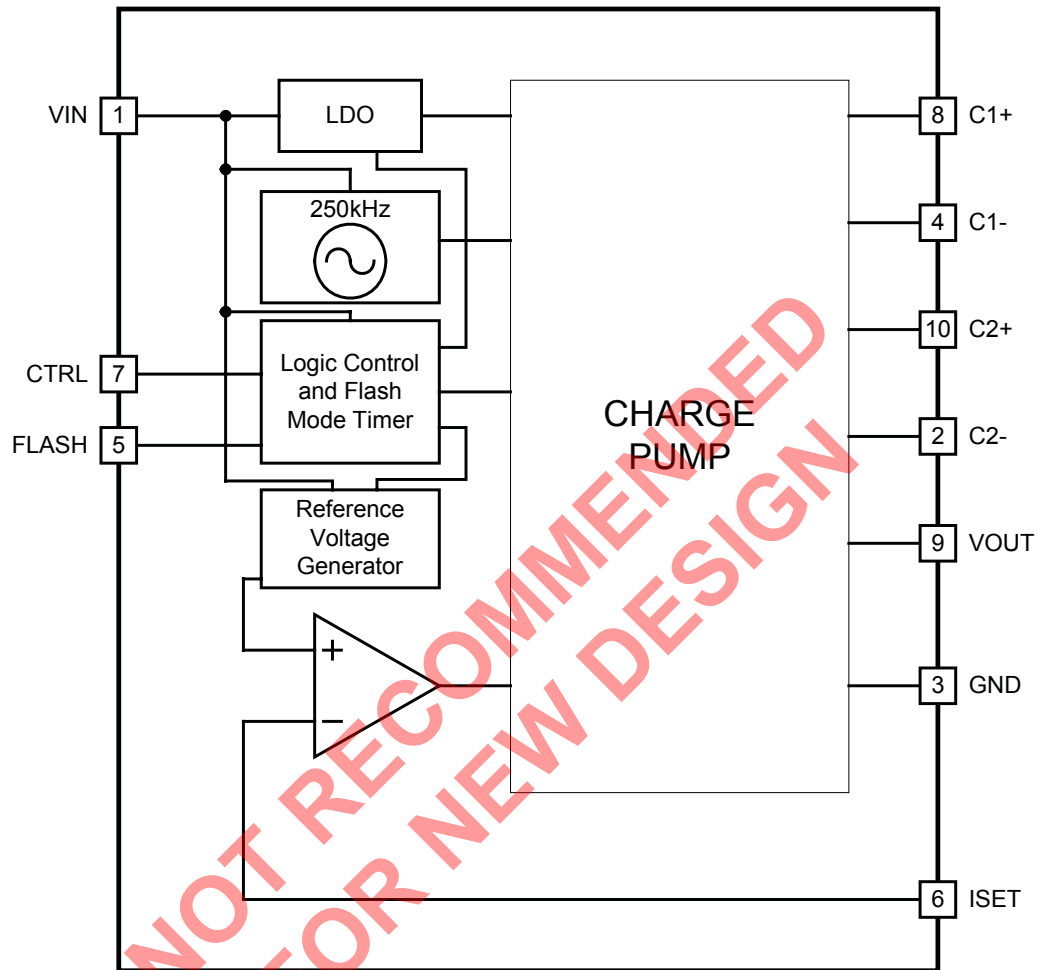 VIN 1
LDO
8 C1+
250kHz
4 C1-
10 C2+
CTRL 7
Logic Control
and Flash
Mode Timer
FLASH 5
CHARGE
PUMP
2 C2-
Reference
Voltage
Generator
9 VOUT
+
−
3 GND
6 ISET
NOT RECOMMENDED
FOR NEW DESIGN